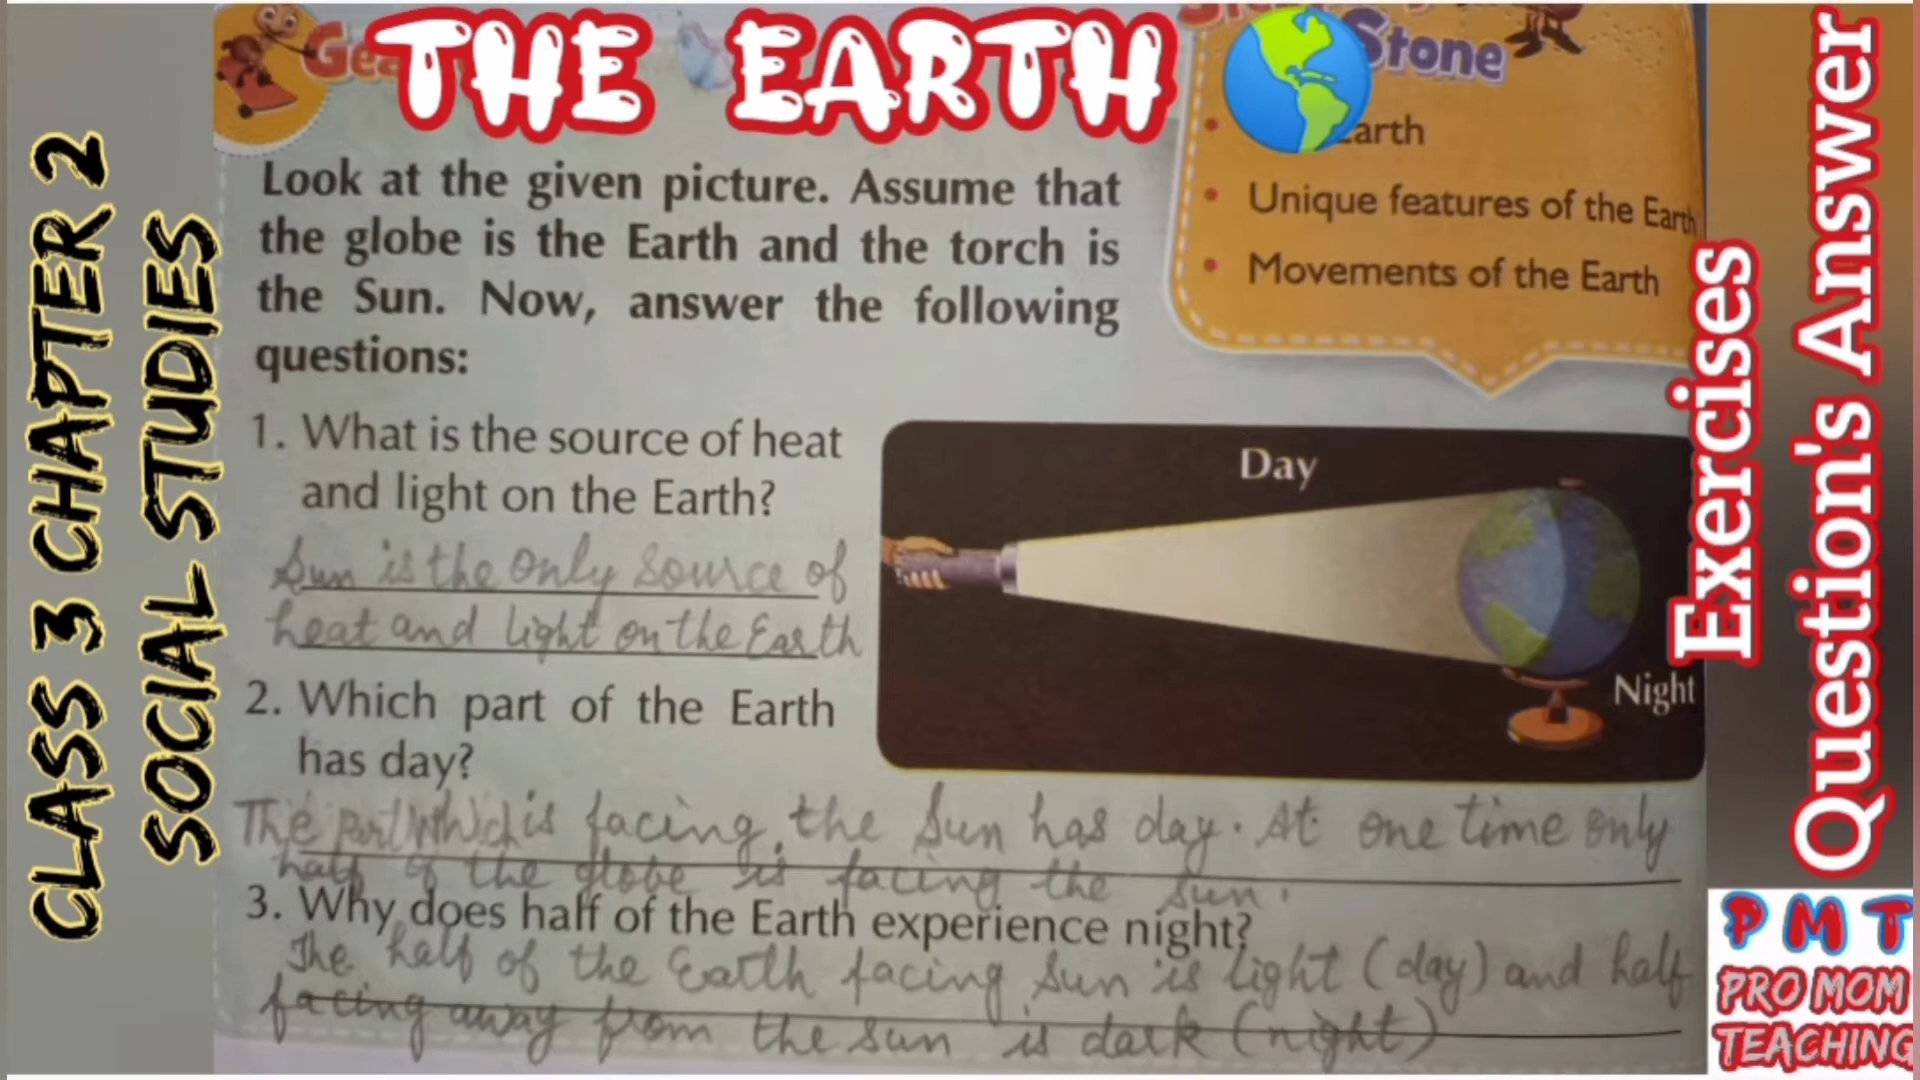 THE EARTH
Stone
Earth
Unique features of the Earth
Movements of the Earth
CLASS 3 CHAPTER 2
SOCIAL STUDIES
Look at the given picture. Assume that
the globe is the Earth and the torch is
the Sun. Now, answer the following
questions:
1. What is the source of heat
and light on the Earth?
Sun is the only source of
heat and light on the Earth
2. Which part of the Earth
has day?
The part which is facing the Sun has day. At one time only
half of the globe is facing the sun.
3. Why does half of the Earth experience night?
The half of the Earth facing Sun is light (day) and half
facing away from the sun is dark (night)
Day
Night
Exercises
Question's Answer
PMT
PRO MOM
TEACHING